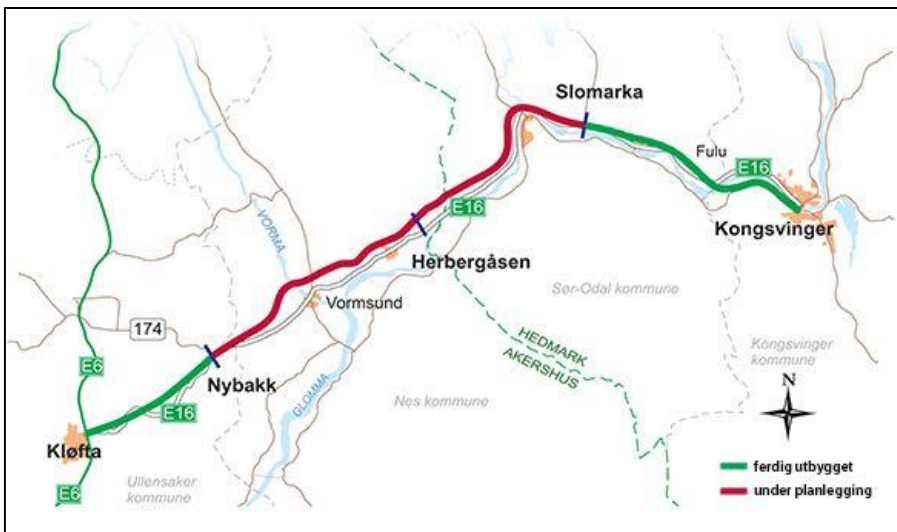 Slomarka
Fulu
E16
Kongsvinger
E16
Herbergåsen
VORMA
Sør-Odal kommune
Vormsund
174
HEDMARK
AKERSHUS
Kongsvinger
kommune
E6
Nybakk
GLOMMA
Nes kommune
N
E16
Kløfta
Ullensaker
kommune
E6
ferdig utbygget
under planlegging